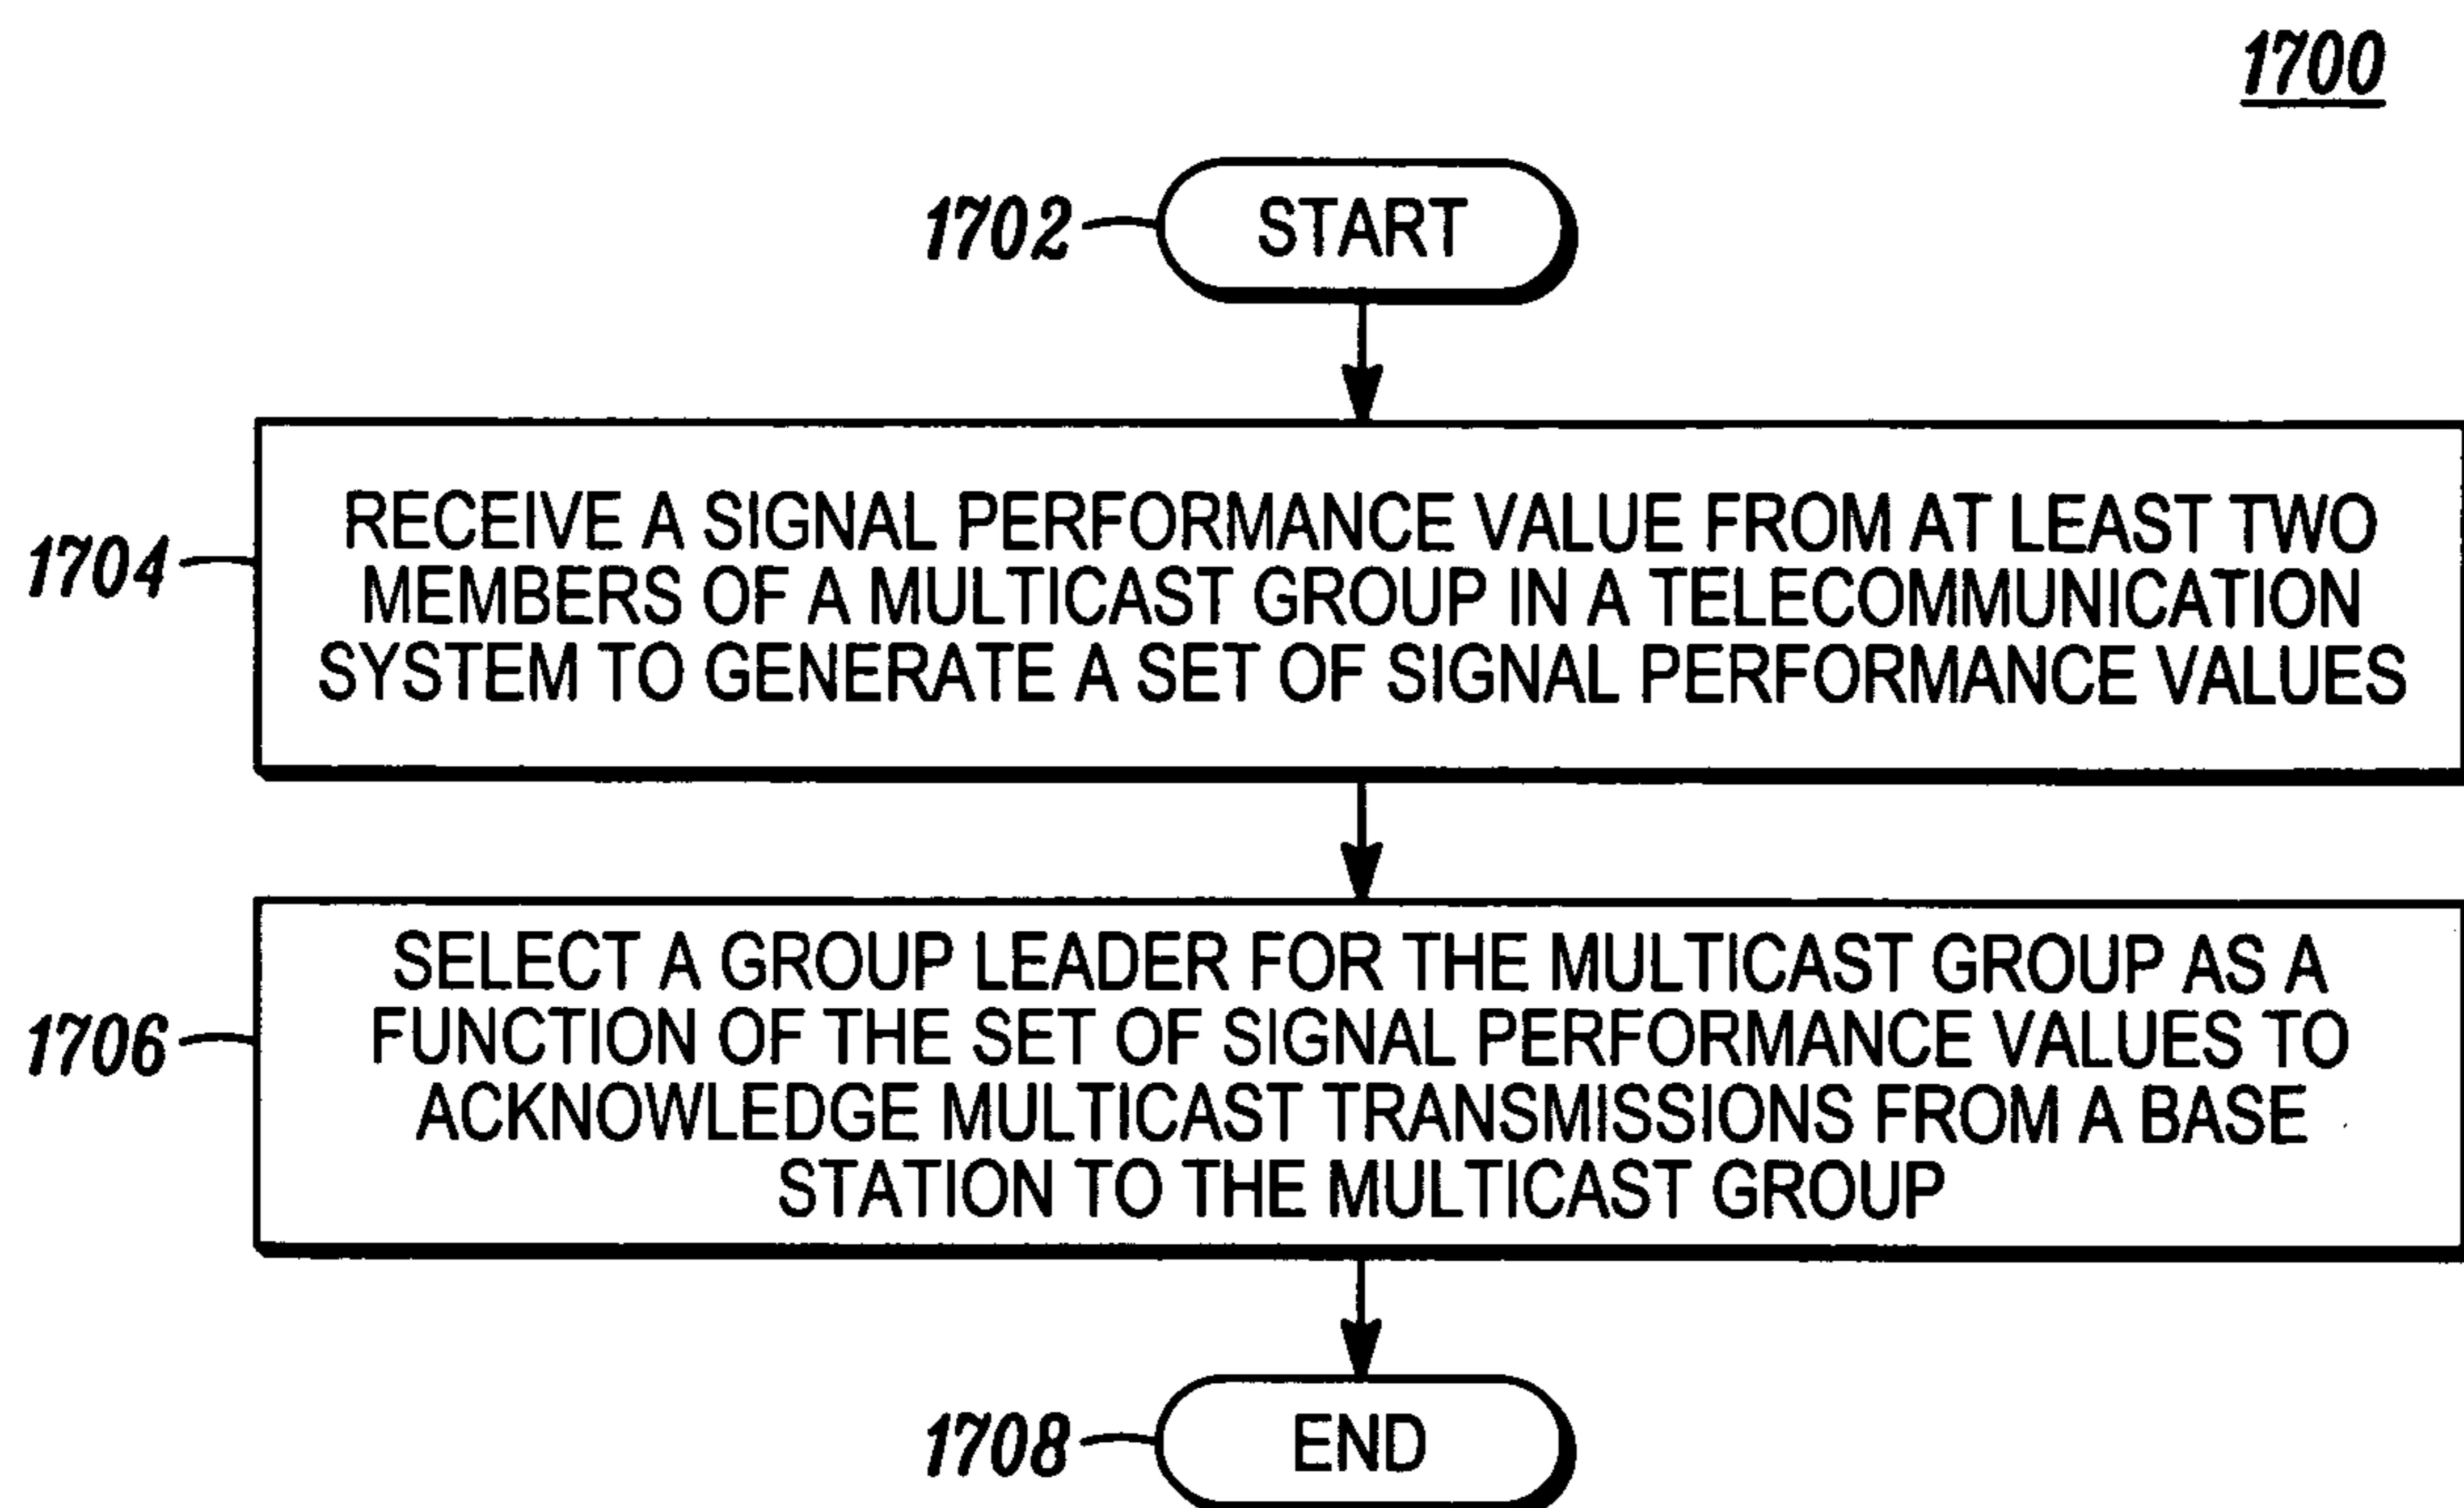 1700
1702
START
1704
RECEIVE A SIGNAL PERFORMANCE VALUE FROM AT LEAST TWO
MEMBERS OF A MULTICAST GROUP IN A TELECOMMUNICATION
SYSTEM TO GENERATE A SET OF SIGNAL PERFORMANCE VALUES
1706
SELECT A GROUP LEADER FOR THE MULTICAST GROUP AS A
FUNCTION OF THE SET OF SIGNAL PERFORMANCE VALUES TO
ACKNOWLEDGE MULTICAST TRANSMISSIONS FROM A BASE
STATION TO THE MULTICAST GROUP
1708
END